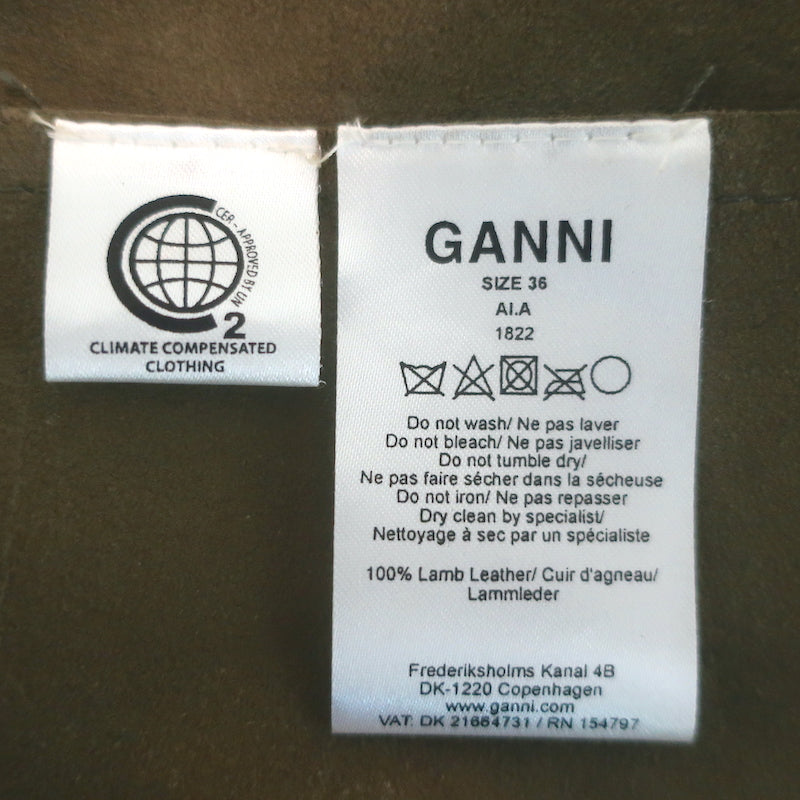 CER - APPROVED BY UN
2
CLIMATE COMPENSATED
CLOTHING
GANNI
SIZE 36
AI.A
1822
Do not wash/ Ne pas laver
Do not bleach/ Ne pas javelliser
Do not tumble dry/
Ne pas faire sécher dans la sécheuse
Do not iron/ Ne pas repasser
Dry clean by specialist/
Nettoyage à sec par un spécialiste
100% Lamb Leather/ Cuir d'agneau/
Lammleder
Frederiksholms Kanal 4B
DK-1220 Copenhagen
www.ganni.com
VAT: DK 21664731 / RN 154797